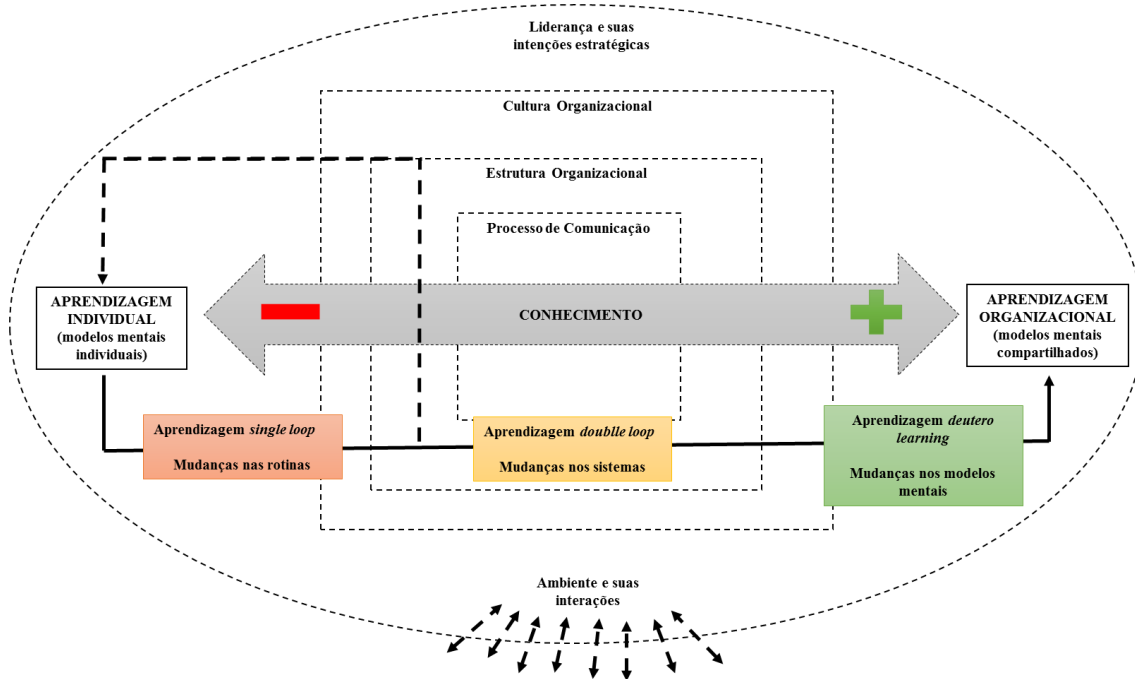 Liderança e suas
intenções estratégicas
Cultura Organizacional
Estrutura Organizacional
Processo de Comunicação
APRENDIZAGEM
INDIVIDUAL
(modelos mentais
individuais)
CONHECIMENTO
APRENDIZAGEM
ORGANIZACIONAL
(modelos mentais
compartilhados)
Aprendizagem single loop
Mudanças nas rotinas
Aprendizagem doublle loop
Mudanças nos sistemas
Aprendizagem deutero
learning
Mudanças nos modelos
mentais
Ambiente e suas
interações